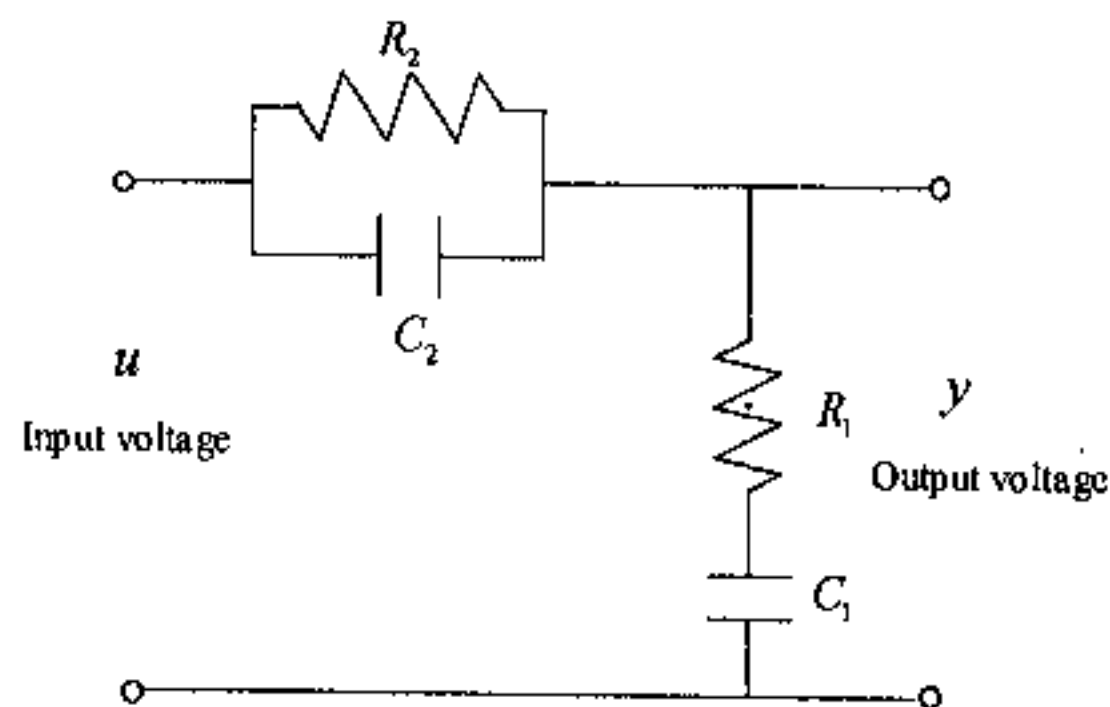 R₂
C₂
u
Input voltage
R₁
y
Output voltage
C₁